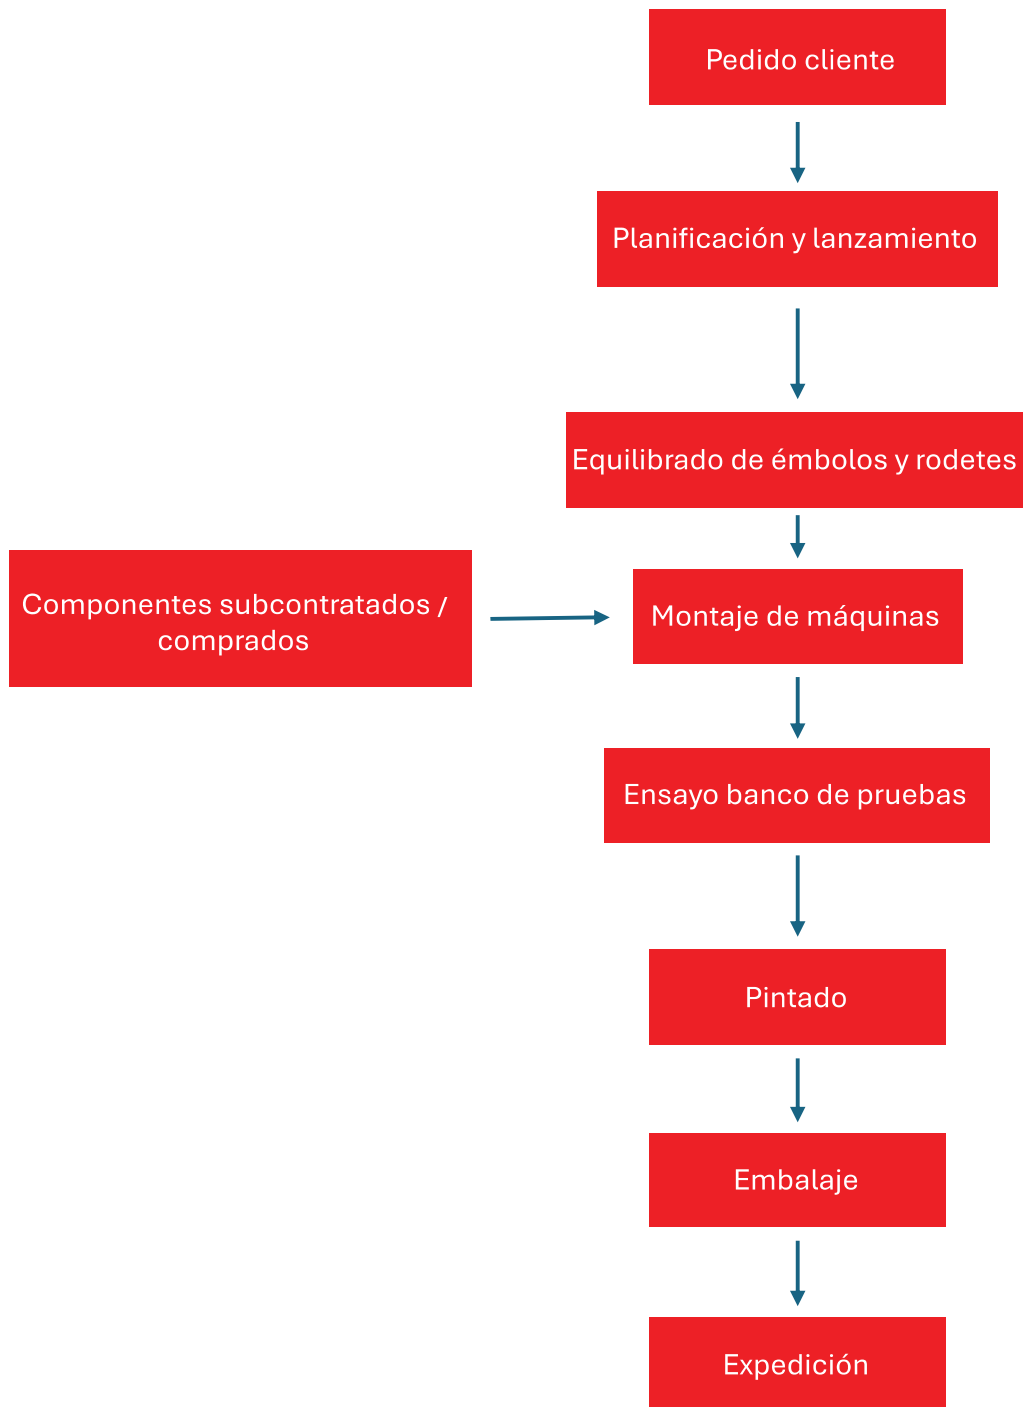 Pedido cliente
Planificación y lanzamiento
Equilibrado de émbolos y rodetes
Componentes subcontratados /
comprados
Montaje de máquinas
Ensayo banco de pruebas
Pintado
Embalaje
Expedición